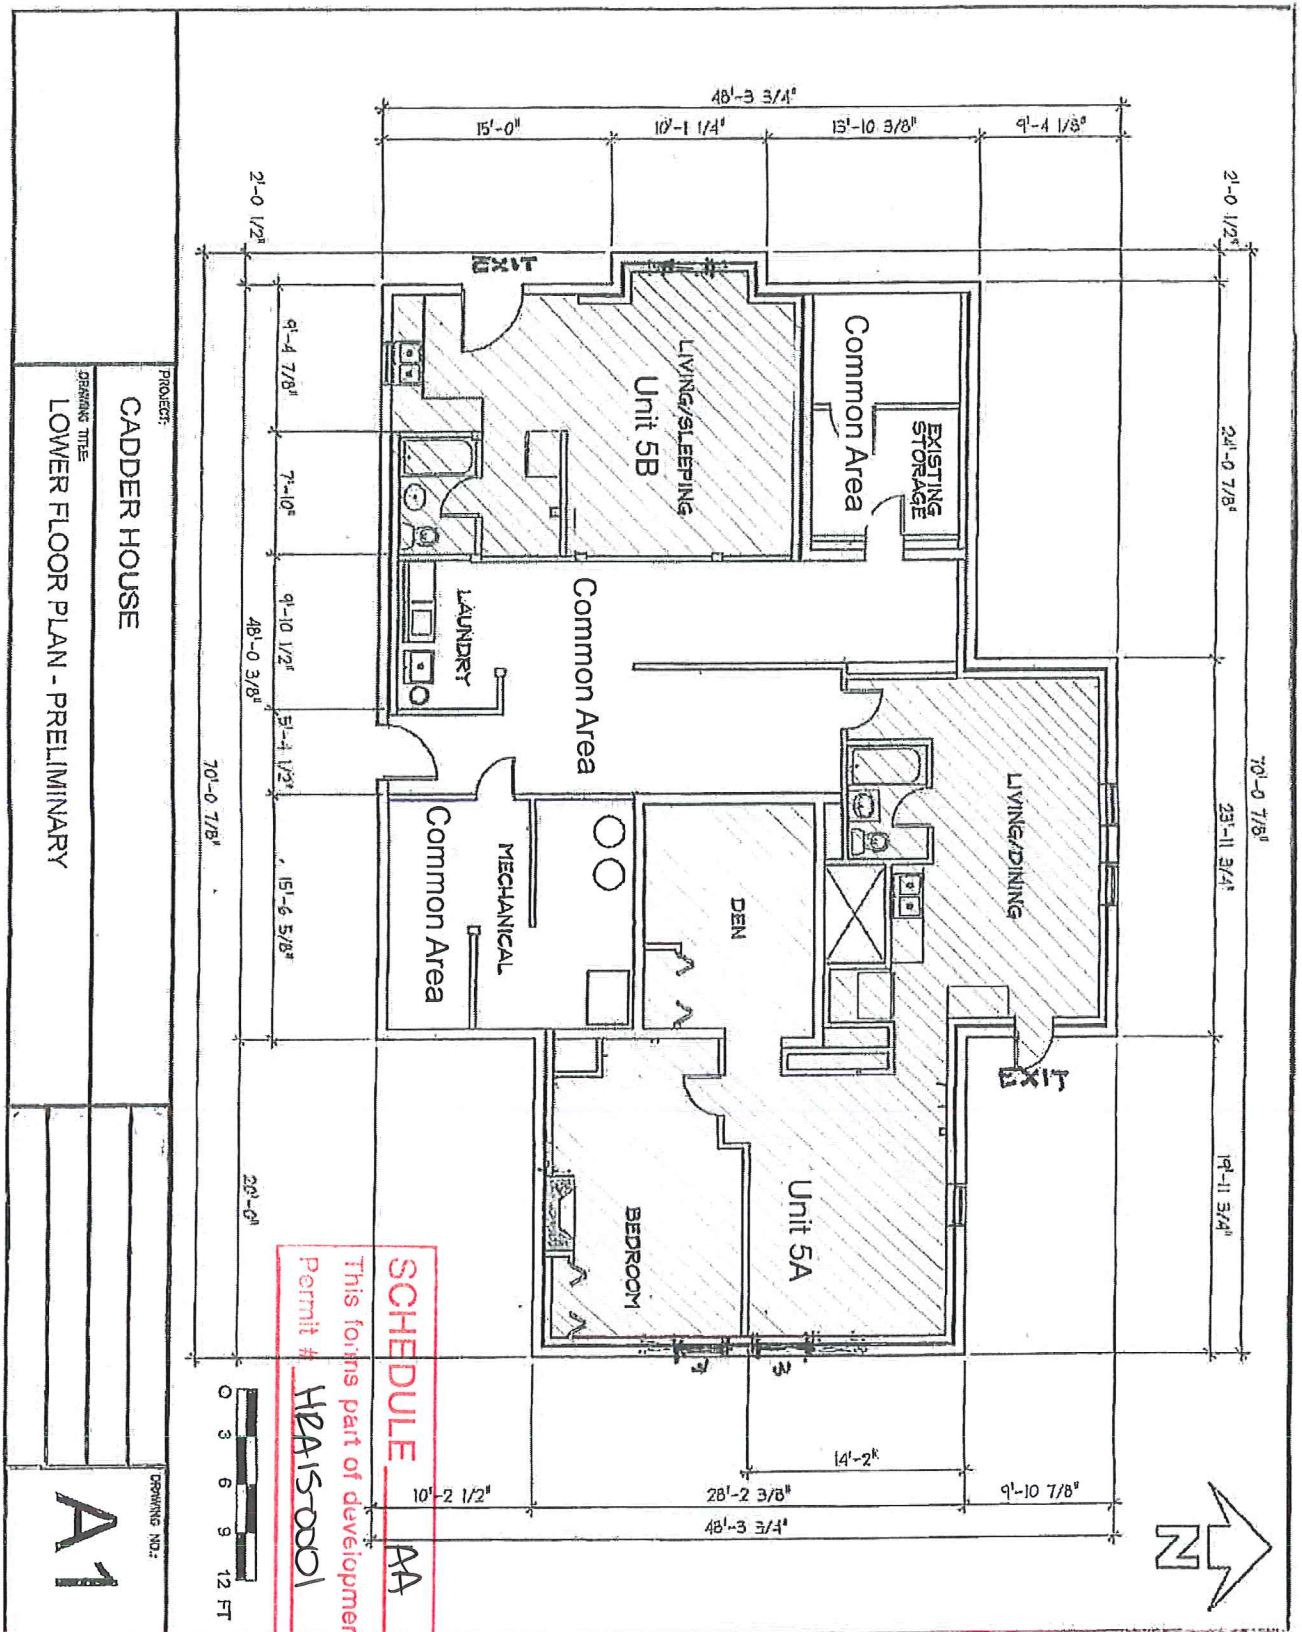 48'-3 3/4"
15'-0"
10'-1 1/4"
13'-10 3/8"
9'-4 1/8"
2'-0 1/2"
2'-0 1/2"
70'-0 7/8"
24'-0 7/8"
23'-11 3/4"
19'-11 3/4"
EXIT
LIVING/SLEEPING
Unit 5B
Common Area
EXISTING
STORAGE
9'-4 7/8"
7'-10"
9'-10 1/2"
5'-4 1/2"
15'-6 5/8"
48'-0 3/8"
20'-0"
70'-0 7/8"
LAUNDRY
Common Area
LIVING/DINING
DEN
MECHANICAL
Common Area
EXIT
Unit 5A
BEDROOM
14'-2"
10'-2 1/2"
28'-2 3/8"
9'-10 7/8"
48'-3 3/4"
SCHEDULE AA
This forms part of developmen
Permit # HRA15-0001
0 3 6 9 12 FT
N
PROJECT:
CADDER HOUSE
DRAWING TITLE:
LOWER FLOOR PLAN - PRELIMINARY
DRAWING NO.:
A1